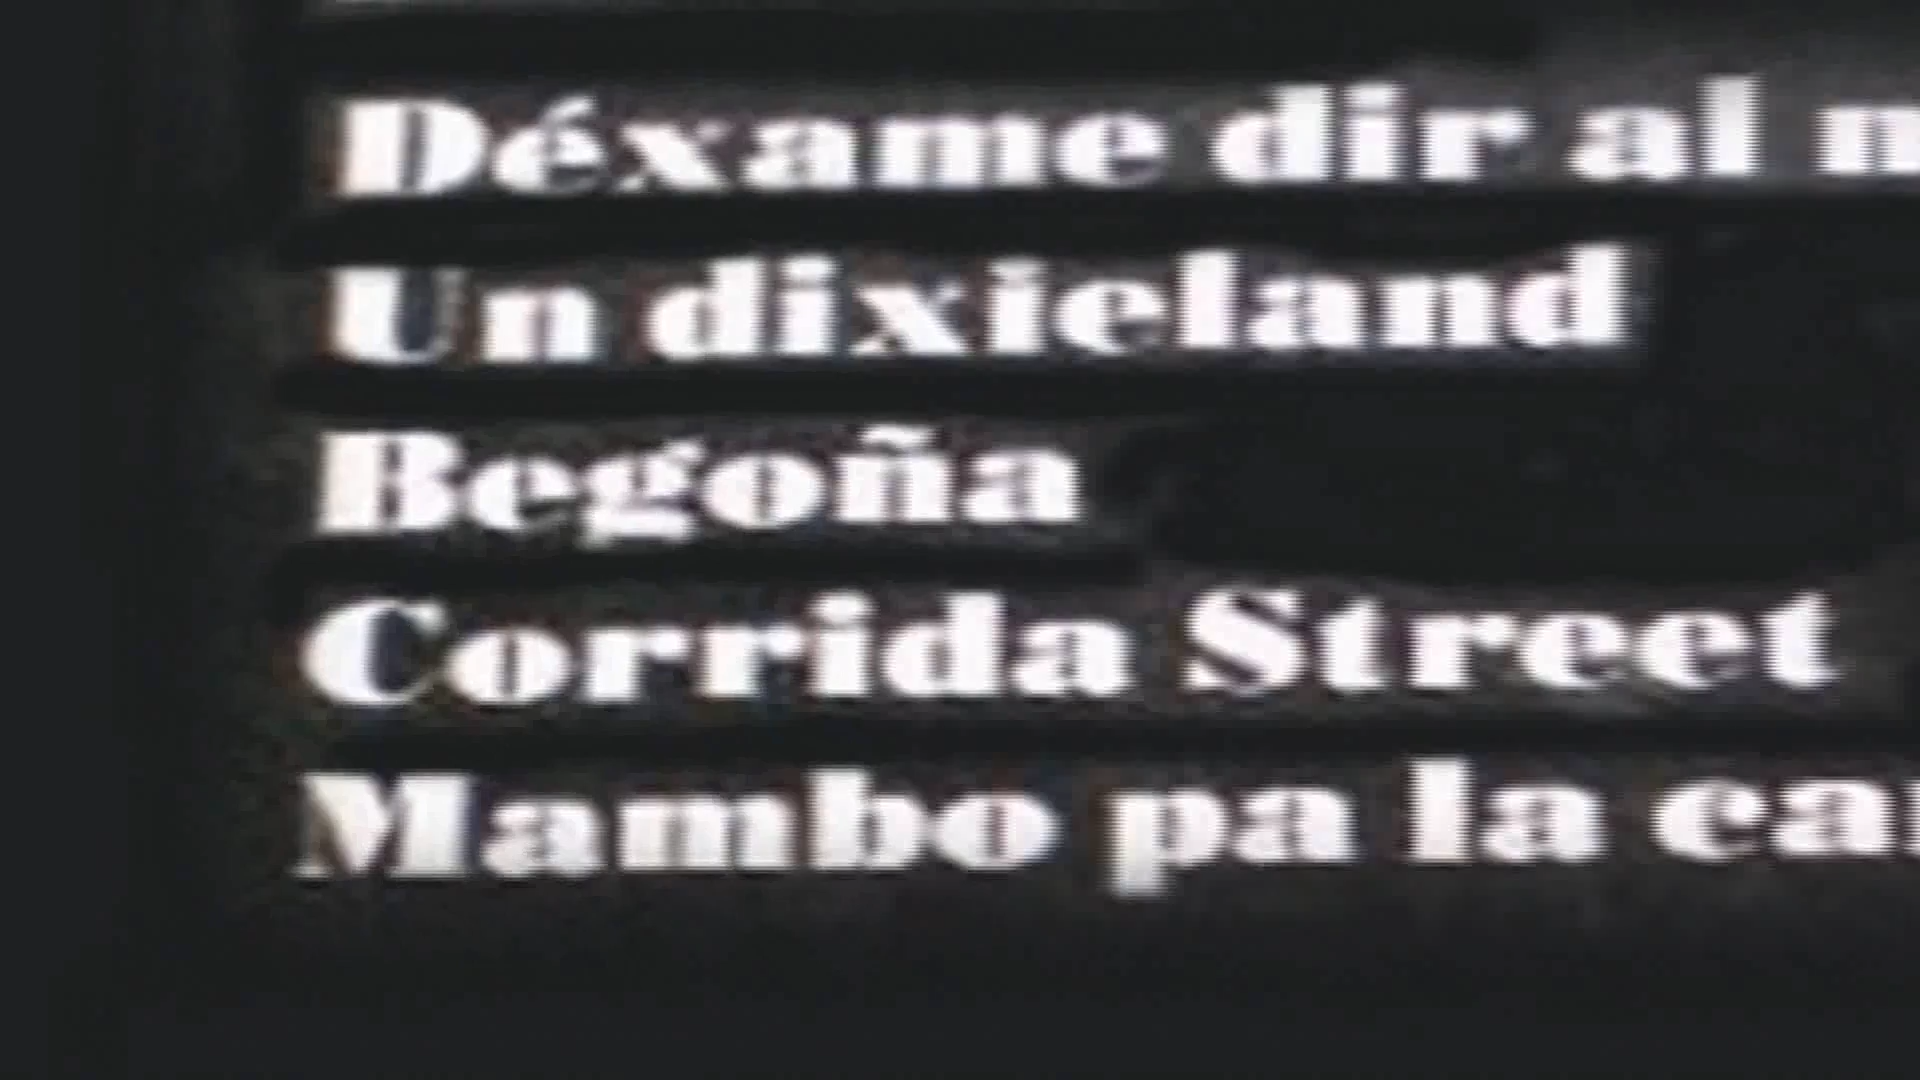 Déxame dir al
Un dixieland
Begoña
Corrida Street
Mambo pa la